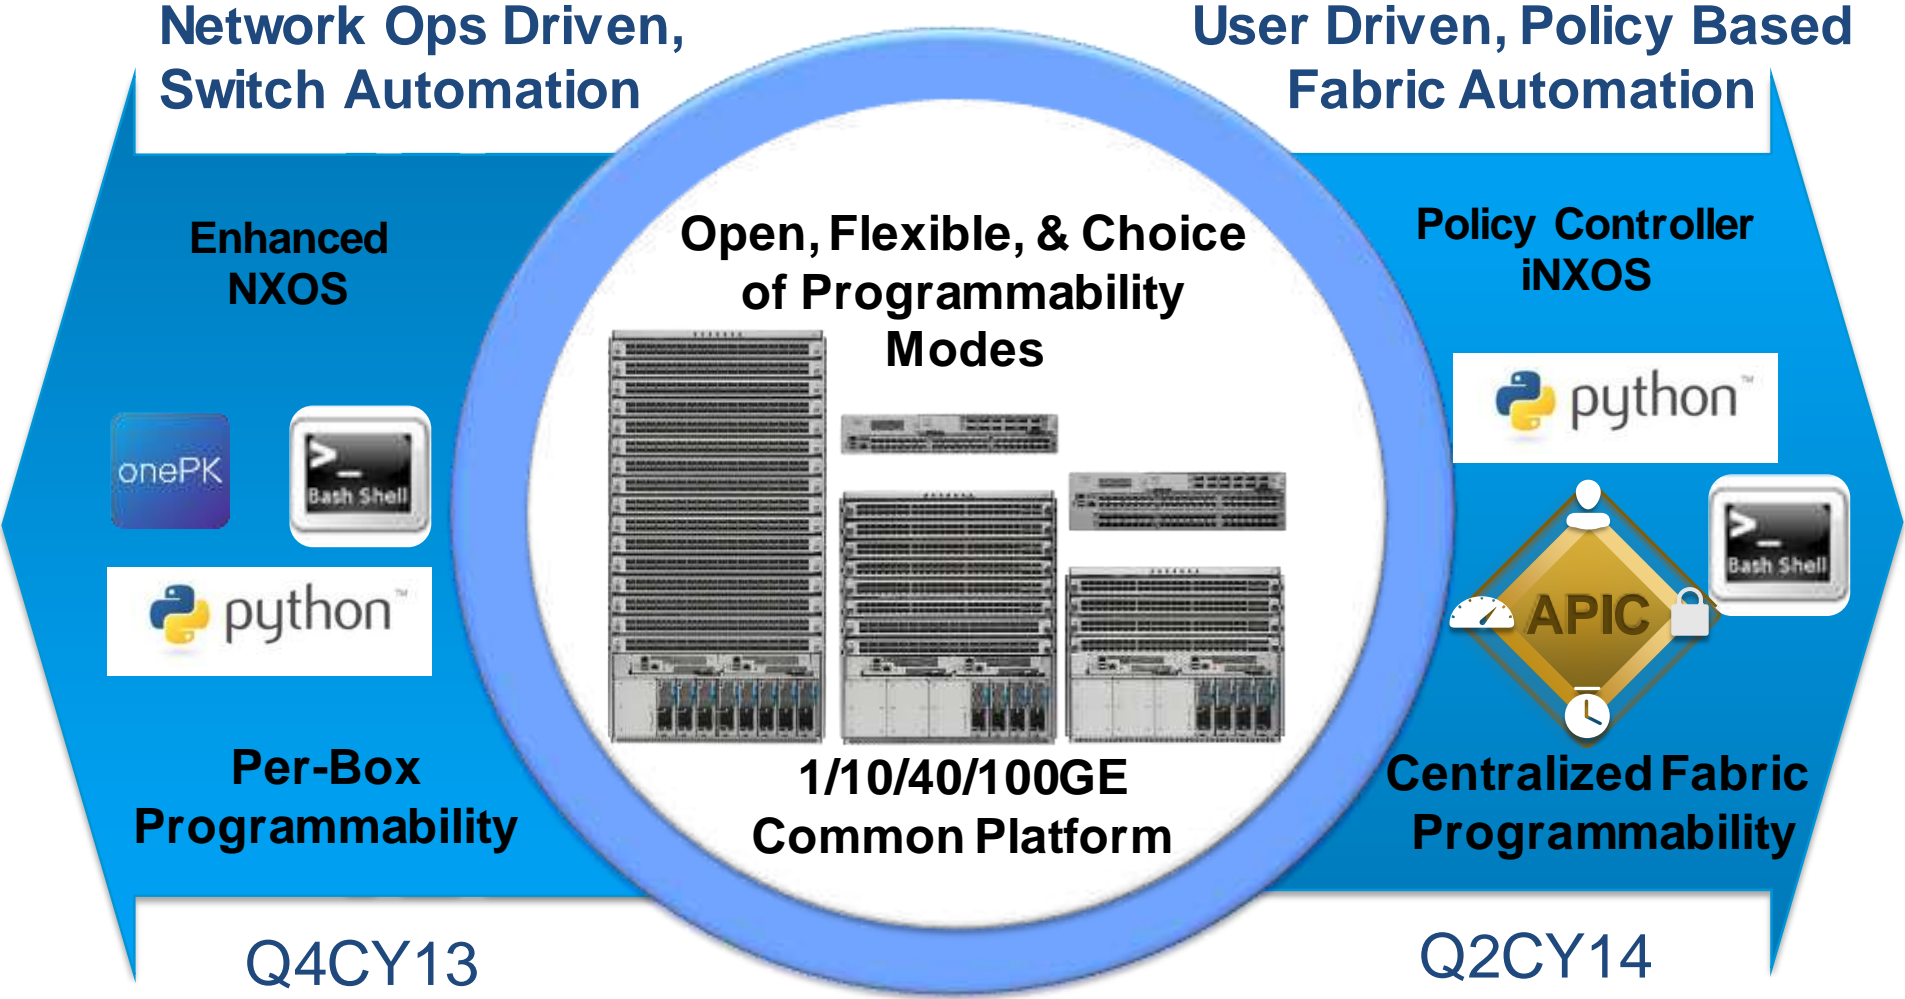 Network Ops Driven,
Switch Automation
User Driven, Policy Based
Fabric Automation
Enhanced
NXOS
onePK
>_
Bash Shell
python™
Per-Box
Programmability
Q4CY13
Open, Flexible, & Choice
of Programmability
Modes
1/10/40/100GE
Common Platform
Policy Controller
iNXOS
python™
>_
Bash Shell
APIC
Centralized Fabric
Programmability
Q2CY14